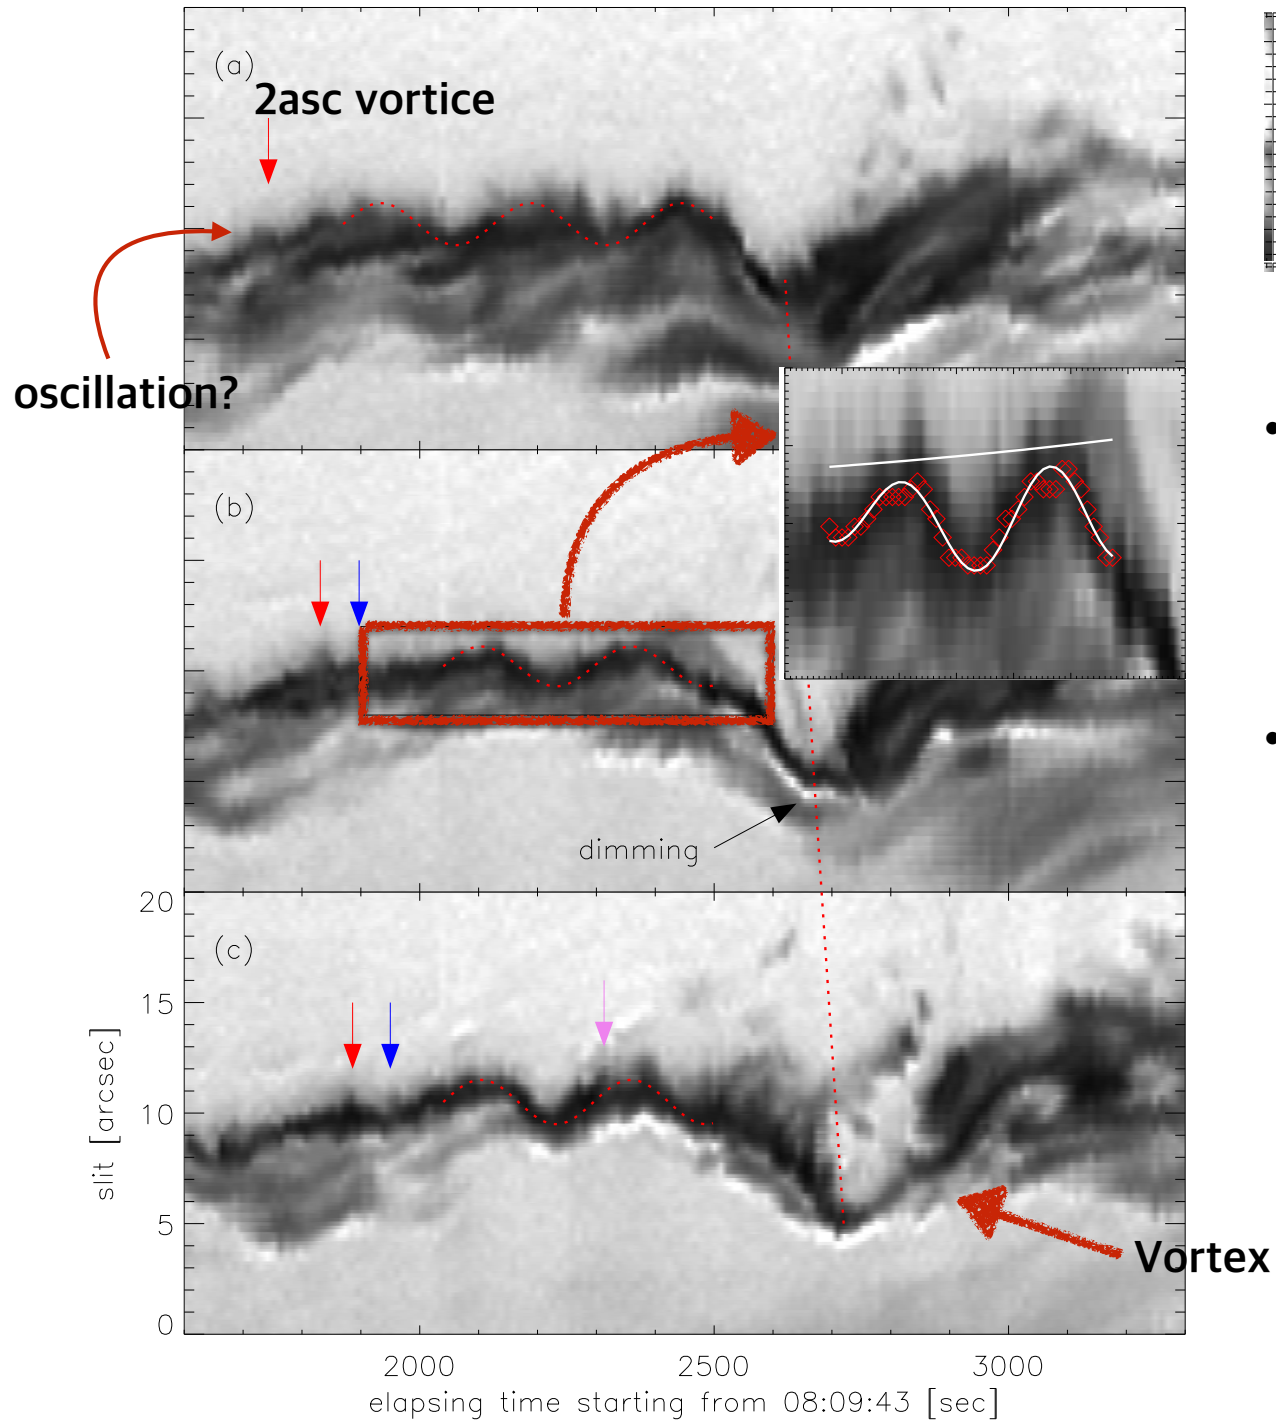 (a)
2asc vortice
oscillation?
(b)
dimming
20
(c)
15
10
5
0
slit [arcsec]
Vortex
2000 2500 3000
elapsing time starting from 08:09:43 [sec]